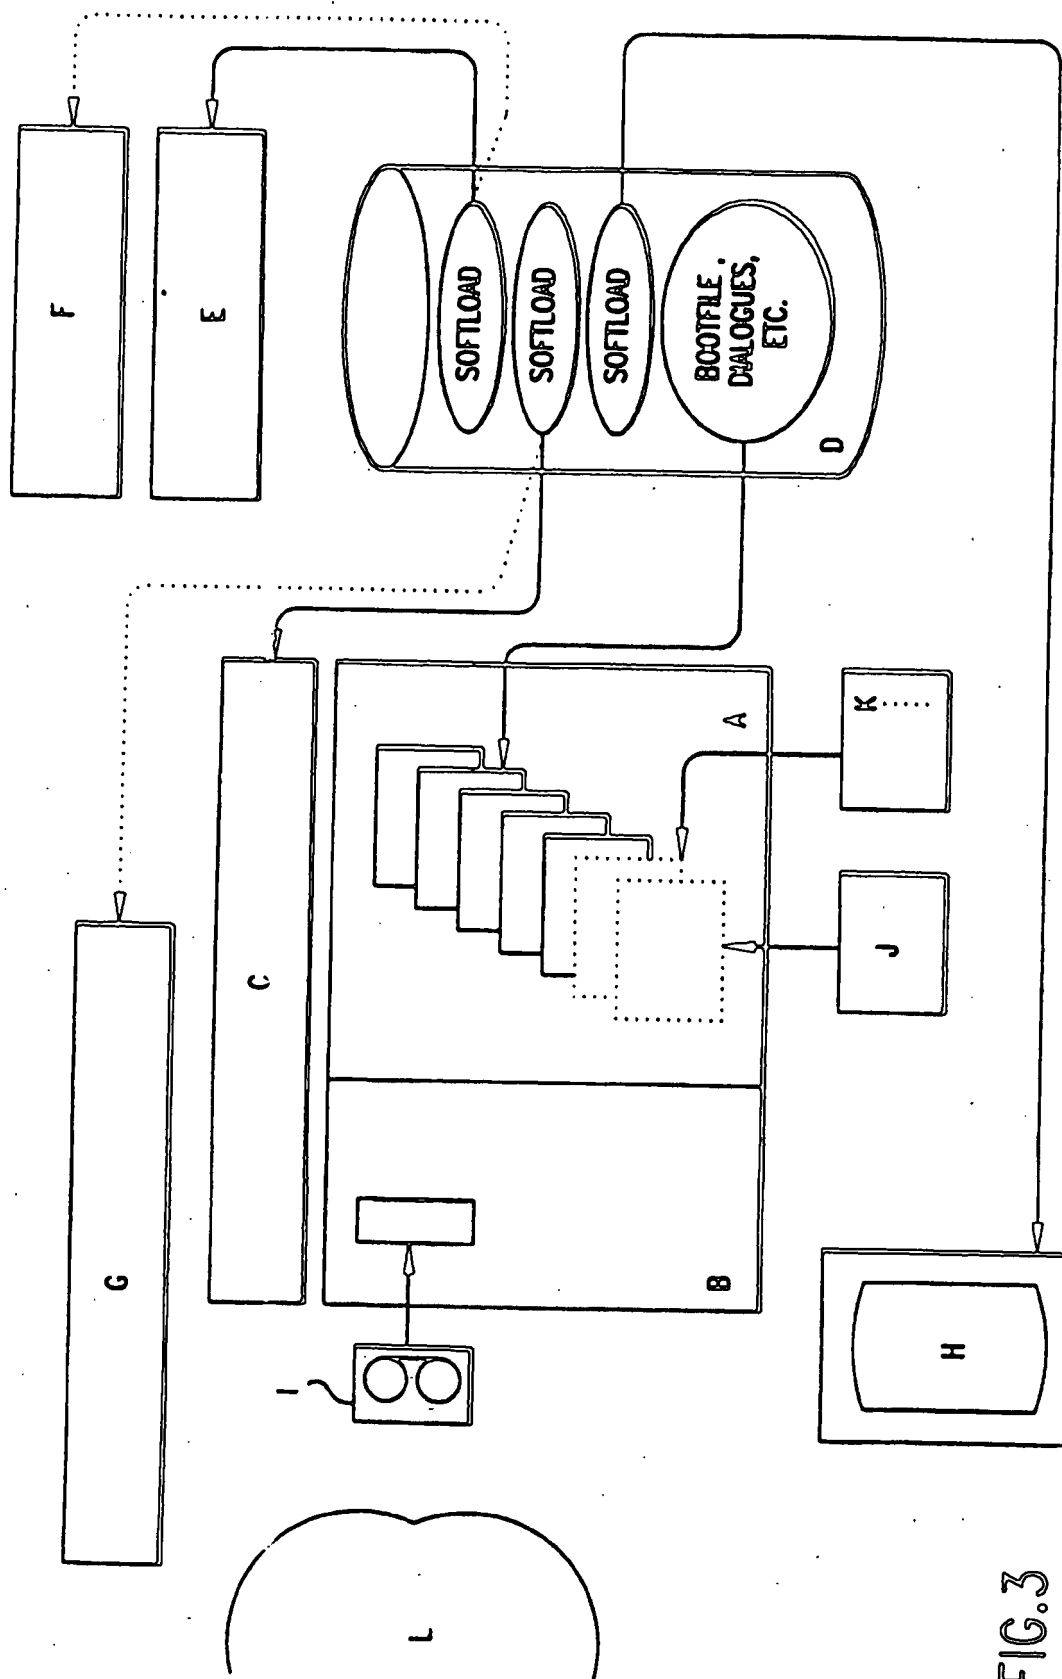 F
E
SOFTLOAD
SOFTLOAD
SOFTLOAD
BOOTFILE,
DIALOGUES,
ETC.
D
G
C
A
B
K
J
I
H
L
FIG.3